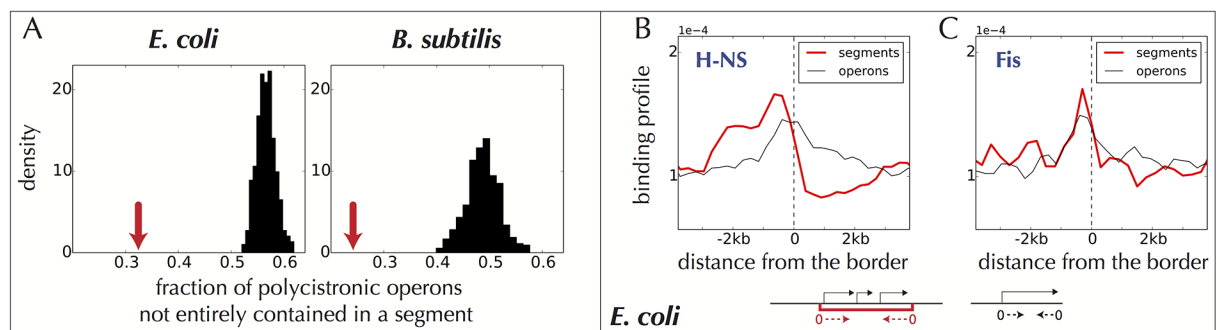 A
E. coli
B. subtilis
density
20
10
0
0.3
0.4
0.5
0.6
20
10
0
0.3
0.4
0.5
0.6
fraction of polycistronic operons
not entirely contained in a segment
B
1e−4
2
1
H-NS
segments
operons
binding profile
-2kb
0
2kb
distance from the border
C
1e−4
2
1
Fis
segments
operons
-2kb
0
2kb
distance from the border
E. coli
0
0
0
0